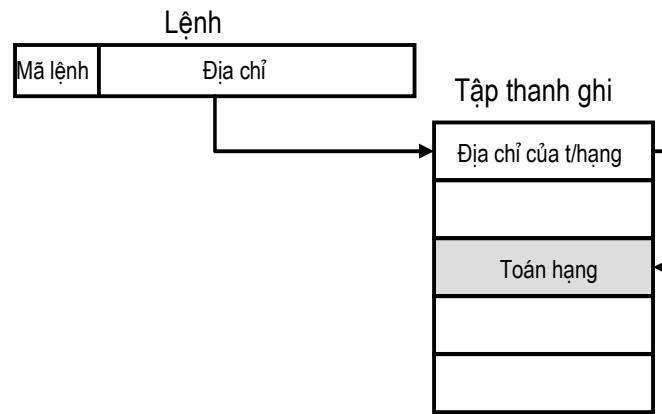 Lệnh
Mã lệnh
Địa chỉ
Tập thanh ghi
Địa chỉ của t/hạng
Toán hạng